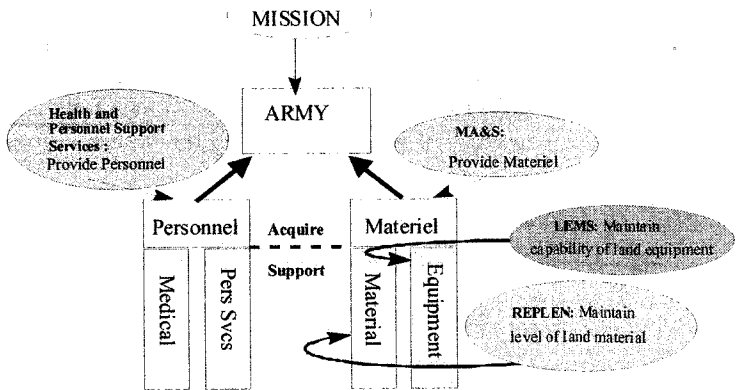 MISSION
ARMY
Health and
Personnel Support
Services :
Provide Personnel
MA&S:
Provide Materiel
Personnel
Acquire
Materiel
Support
Medical
Pers Svcs
Material
Equipment
LEMS: Maintain
capability of land equipment
REPLEN: Maintain
level of land material